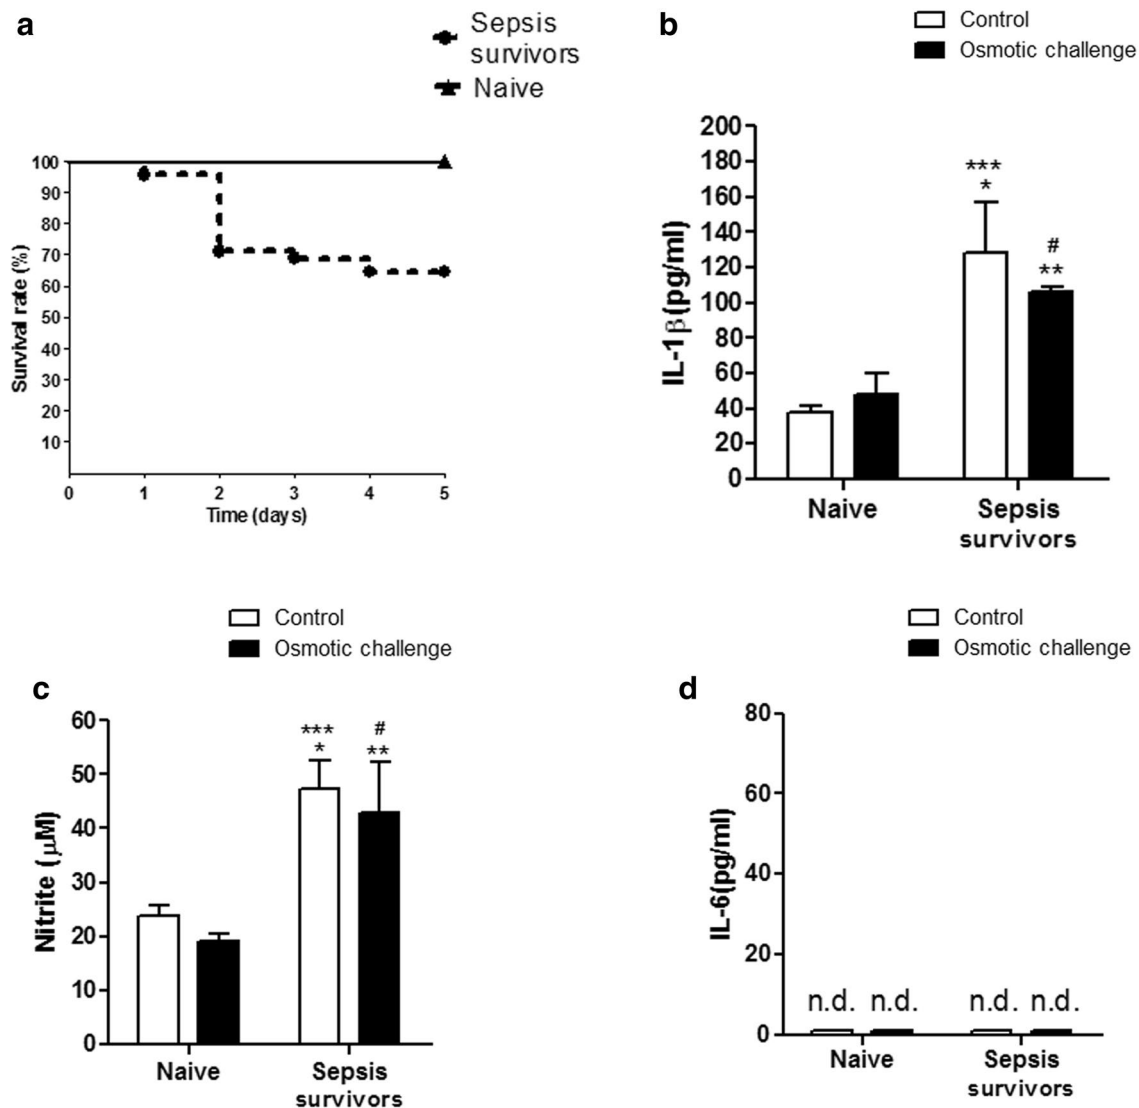 a
Sepsis
survivors
Naive
Survival rate (%)
100
90
80
70
60
50
40
30
20
10
0 1 2 3 4 5
Time (days)
b
Control
Osmotic challenge
IL-1β(pg/ml)
200
180
160
140
120
100
80
60
40
20
0
***
*
#
**
Naive Sepsis
survivors
c
Control
Osmotic challenge
Nitrite (μM)
60
50
40
30
20
10
0
***
*
#
**
Naive Sepsis
survivors
d
Control
Osmotic challenge
IL-6(pg/ml)
80
60
40
20
0
n.d. n.d. n.d. n.d.
Naive Sepsis
survivors